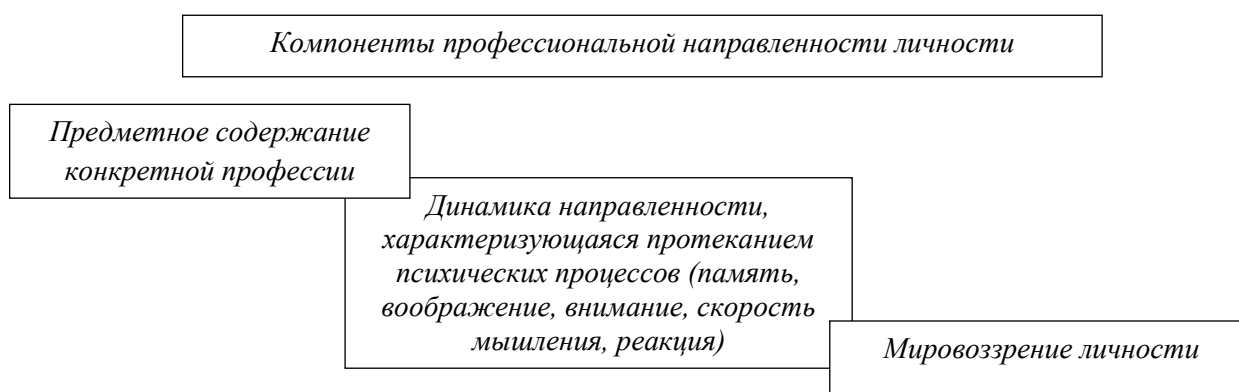 Компоненты профессиональной направленности личности
Предметное содержание
конкретной профессии
Динамика направленности,
характеризующаяся протеканием
психических процессов (память,
воображение, внимание, скорость
мышления, реакция)
Мировоззрение личности